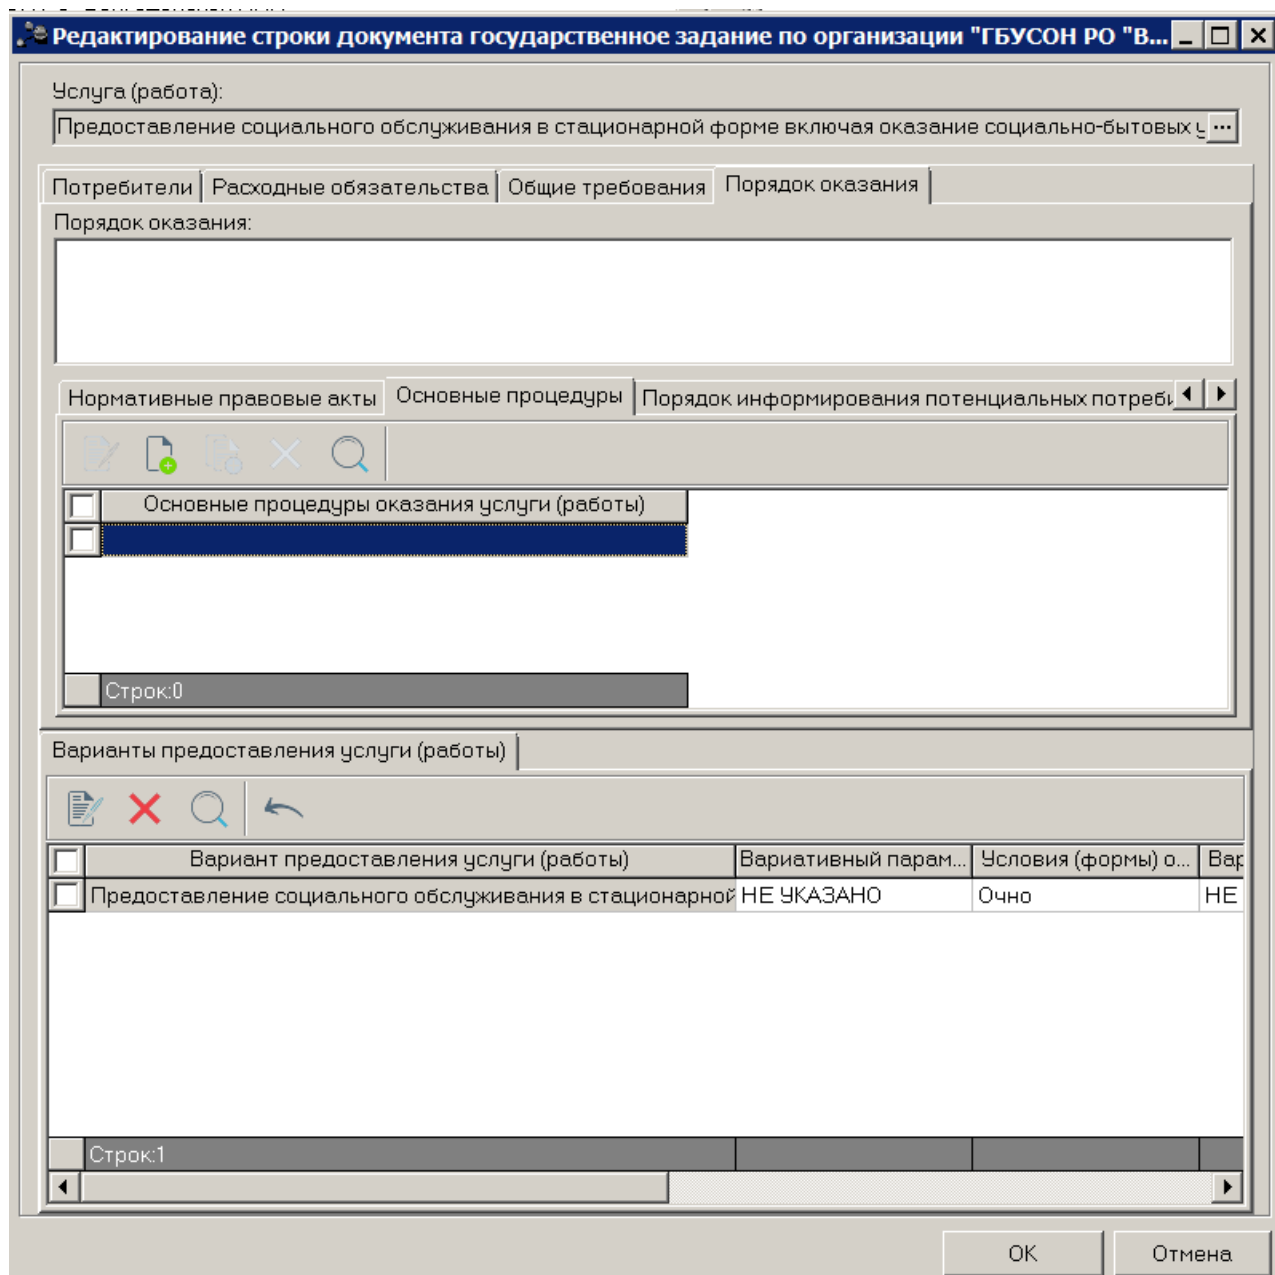 Редактирование строки документа государственное задание по организации "ГБУСОН РО "В...
Услуга (работа):
Предоставление социального обслуживания в стационарной форме включая оказание социально-бытовых у ...
Потребители Расходные обязательства Общие требования Порядок оказания
Порядок оказания:
Нормативные правовые акты Основные процедуры Порядок информирования потенциальных потреби
Основные процедуры оказания услуги (работы)
Строк:0
Варианты предоставления услуги (работы)
Вариант предоставления услуги (работы) Вариативный парам... Условия (формы) о... Вар
Предоставление социального обслуживания в стационарной НЕ УКАЗАНО Очно НЕ
Строк:1
ОК Отмена